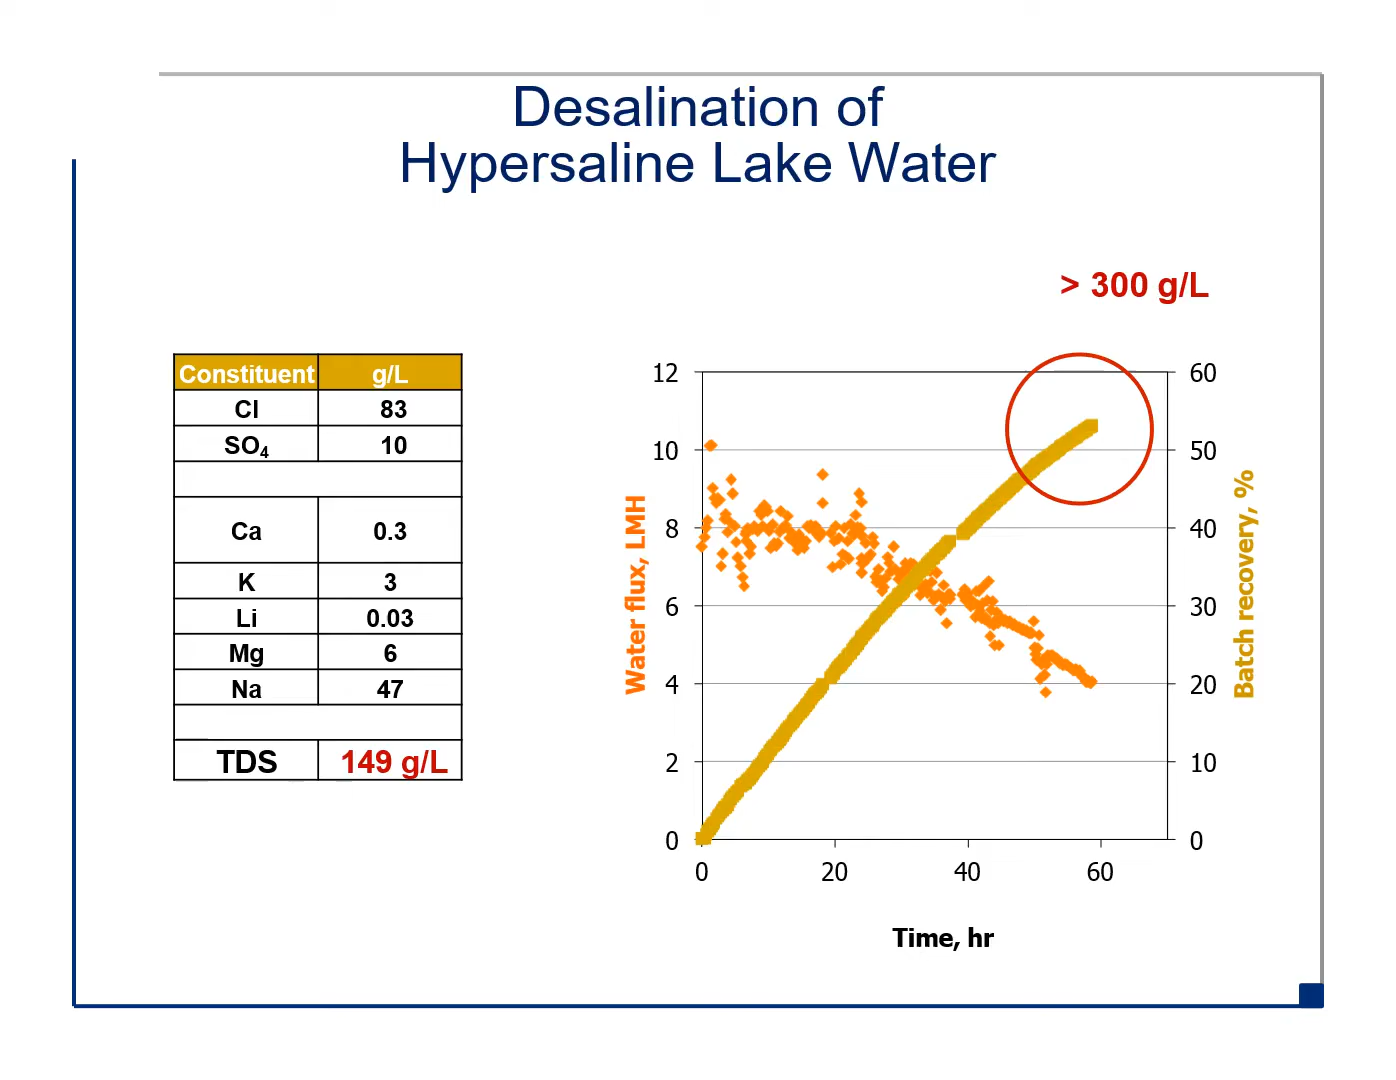 Desalination of
Hypersaline Lake Water
> 300 g/L
Constituent g/L
Cl 83
SO₄ 10
Ca 0.3
K 3
Li 0.03
Mg 6
Na 47
TDS 149 g/L
Water flux, LMH
12
10
8
6
4
2
0
60
50
40
30
20
10
0
Batch recovery, %
0 20 40 60
Time, hr